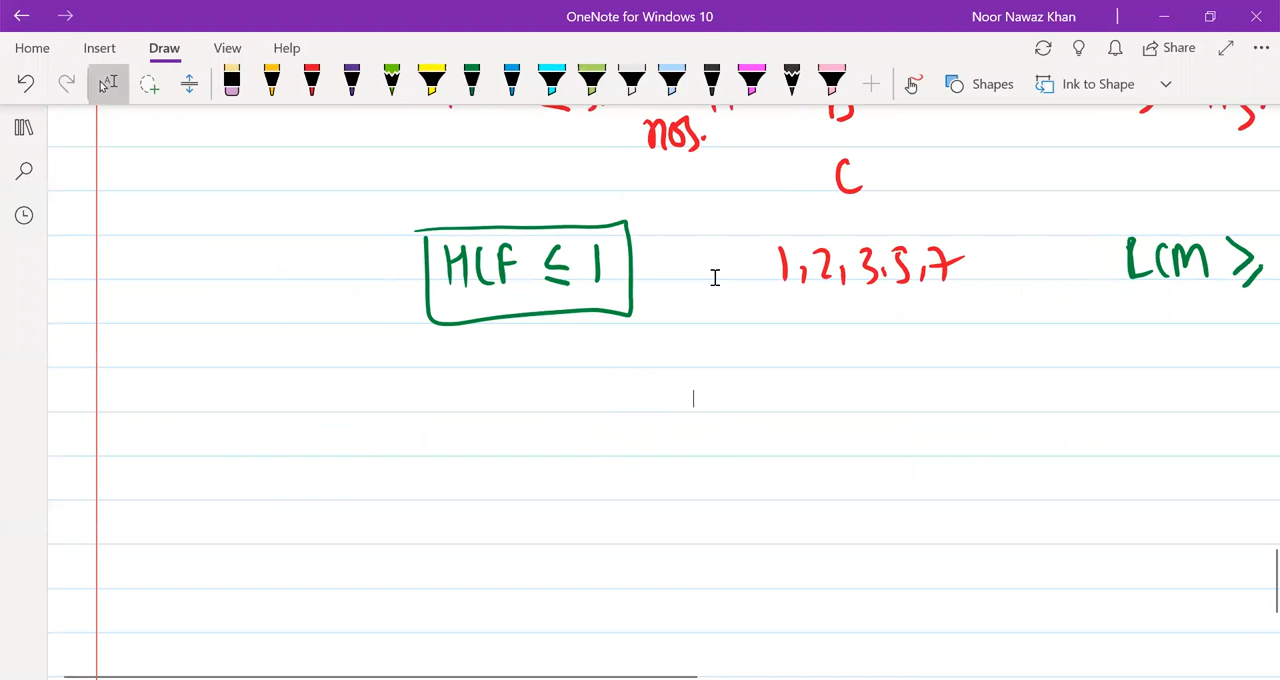 OneNote for Windows 10
Noor Nawaz Khan
Home Insert Draw View Help
Share
Shapes
Ink to Shape
nos.
B
C
HCF ≤ 1
1,2,3,5,7
LCM ≥